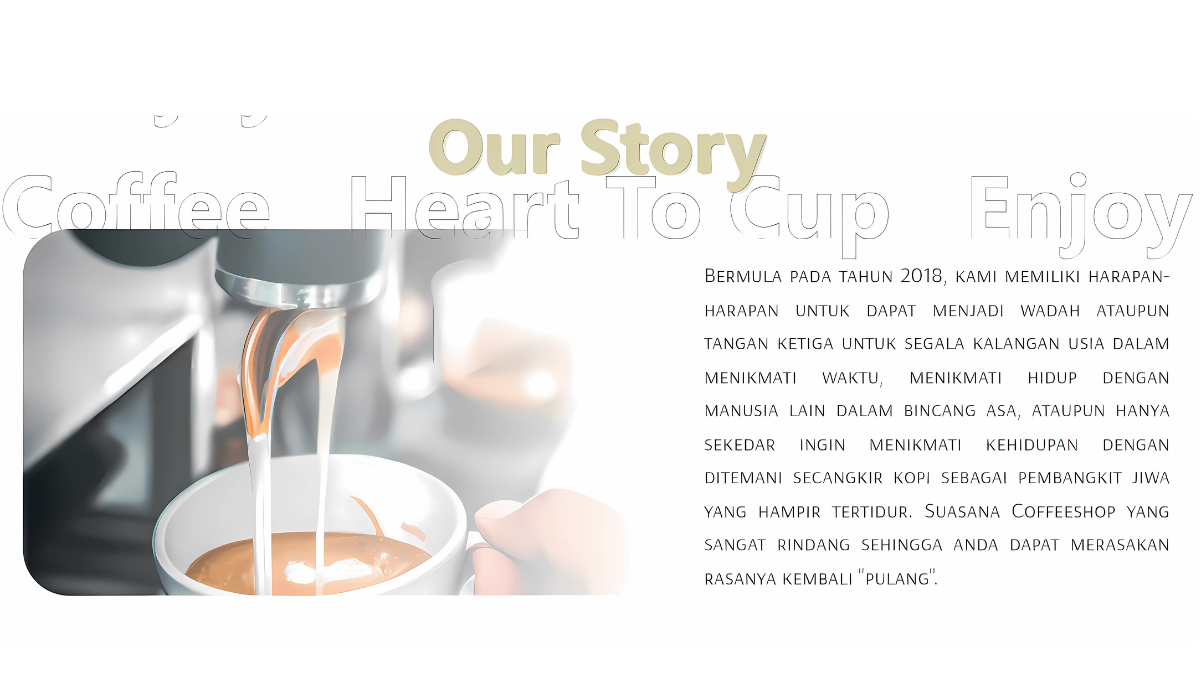 Our Story
Coffee Heart To Cup Enjoy
Bermula pada tahun 2018, kami memiliki harapan-
harapan untuk dapat menjadi wadah ataupun
tangan ketiga untuk segala kalangan usia dalam
menikmati waktu, menikmati hidup dengan
manusia lain dalam bincang asa, ataupun hanya
sekedar ingin menikmati kehidupan dengan
ditemani secangkir kopi sebagai pembangkit jiwa
yang hampir tertidur. Suasana Coffeeshop yang
sangat rindang sehingga anda dapat merasakan
rasanya kembali "pulang".